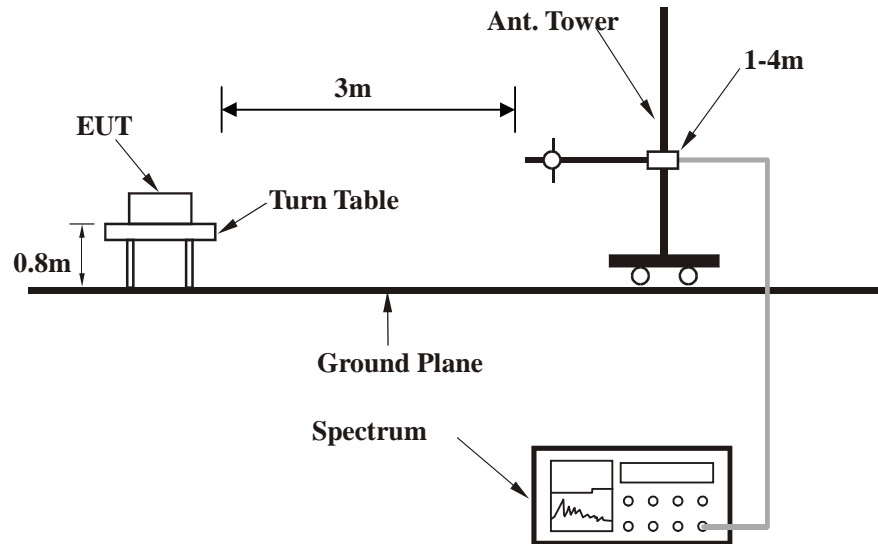 Ant. Tower
1-4m
3m
EUT
Turn Table
0.8m
Ground Plane
Spectrum